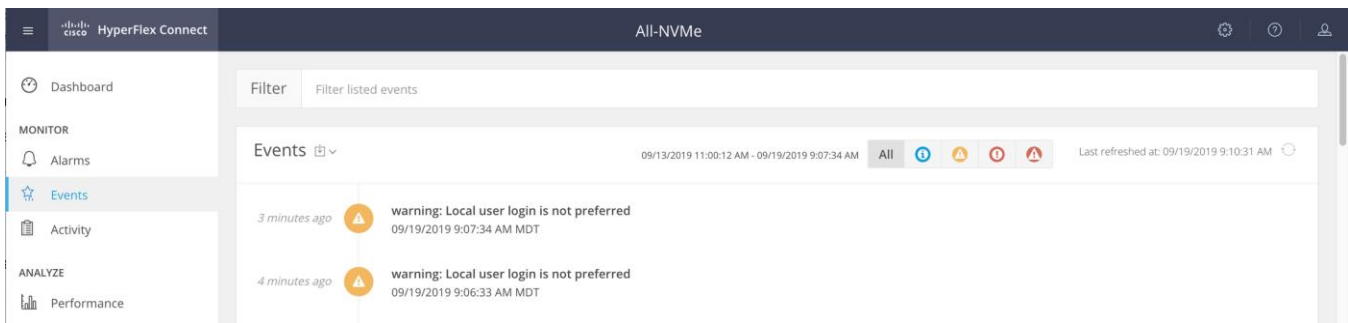 cisco HyperFlex Connect
All-NVMe
Dashboard
MONITOR
Alarms
Events
Activity
ANALYZE
Performance
Filter Filter listed events
Events
09/13/2019 11:00:12 AM - 09/19/2019 9:07:34 AM All Last refreshed at: 09/19/2019 9:10:31 AM
3 minutes ago
warning: Local user login is not preferred
09/19/2019 9:07:34 AM MDT
4 minutes ago
warning: Local user login is not preferred
09/19/2019 9:06:33 AM MDT